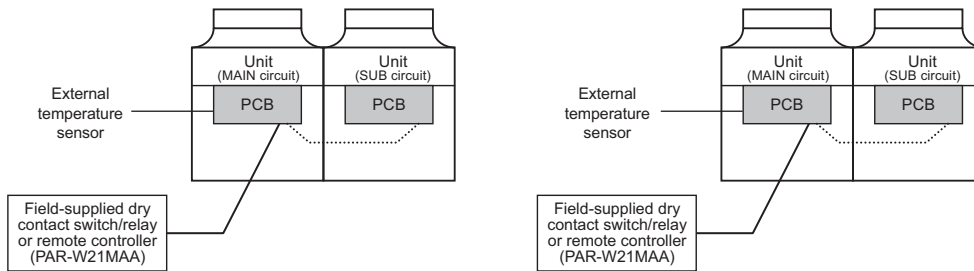 Unit
(MAIN circuit)
Unit
(SUB circuit)
PCB
PCB
External
temperature
sensor
Field-supplied dry
contact switch/relay
or remote controller
(PAR-W21MAA)
Unit
(MAIN circuit)
Unit
(SUB circuit)
PCB
PCB
External
temperature
sensor
Field-supplied dry
contact switch/relay
or remote controller
(PAR-W21MAA)